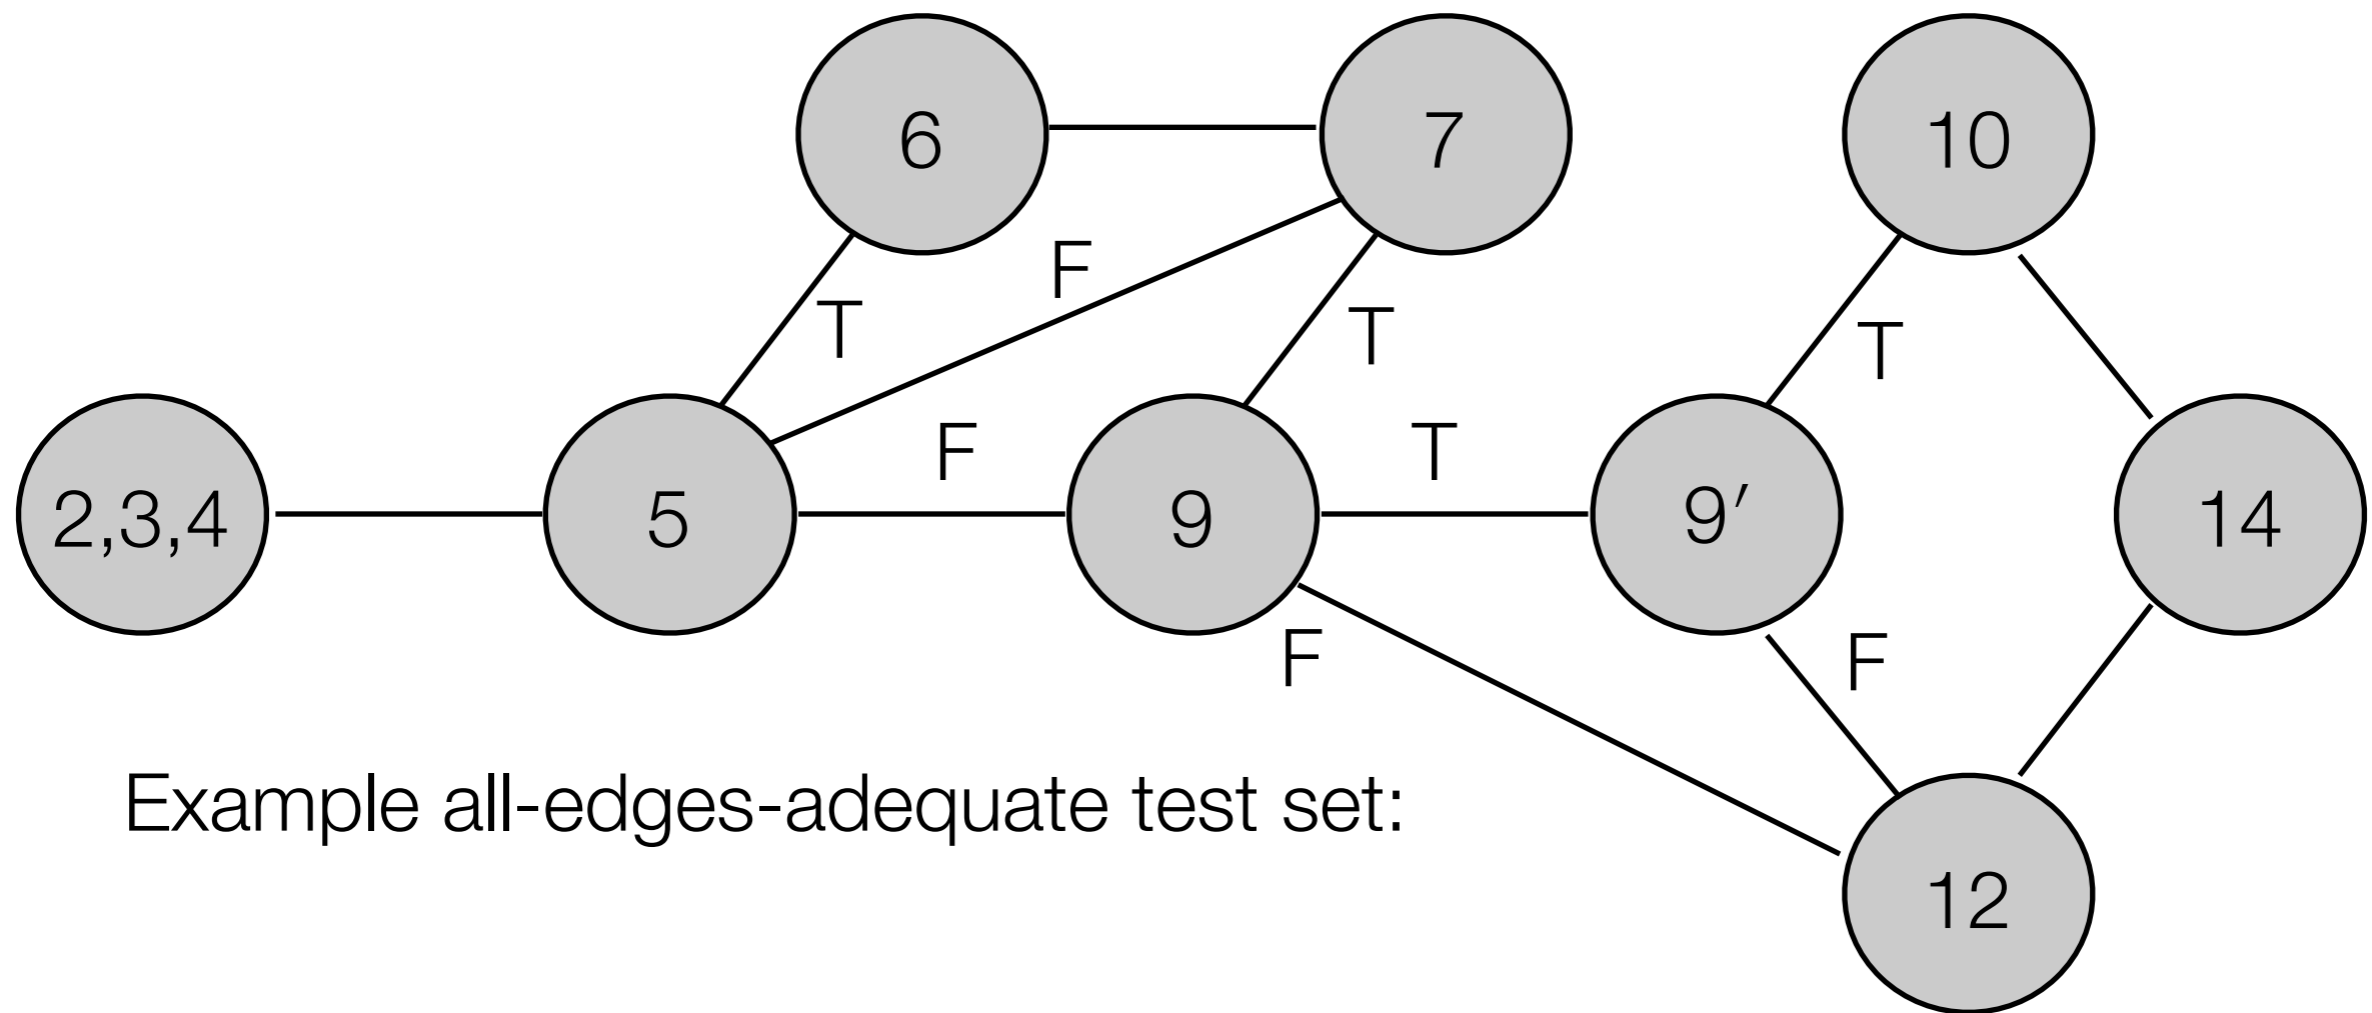 6
7
10
F
T
T
T
F
T
2,3,4
5
9
9′
14
F
F
Example all-edges-adequate test set:
12